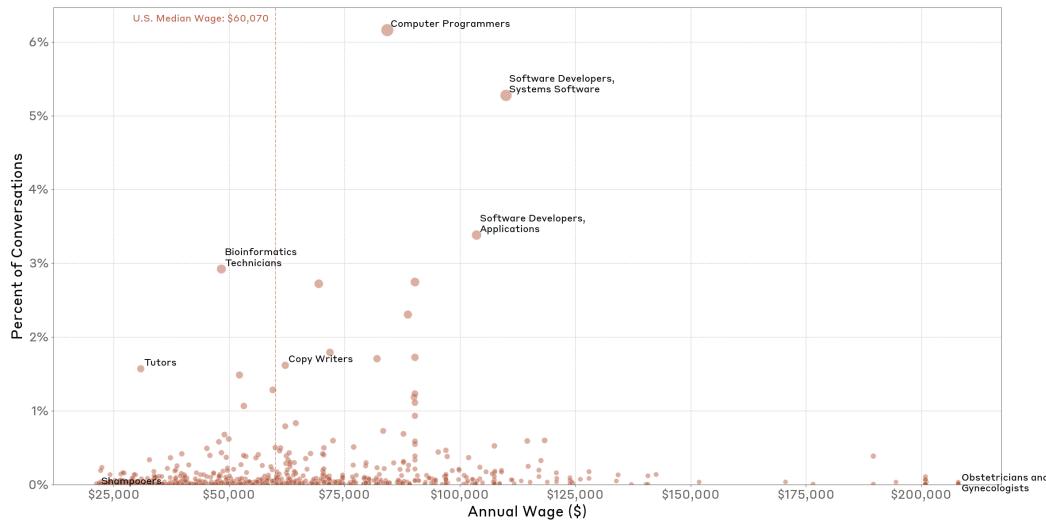 U.S. Median Wage: $60,070
Computer Programmers
6%
Software Developers,
Systems Software
5%
4%
Software Developers,
Applications
Bioinformatics
Technicians
3%
2%
Copy Writers
Tutors
1%
Shampooers
Obstetricians and
Gynecologists
0%
$25,000
$50,000
$75,000
$100,000
$125,000
$150,000
$175,000
$200,000
Annual Wage ($)
Percent of Conversations